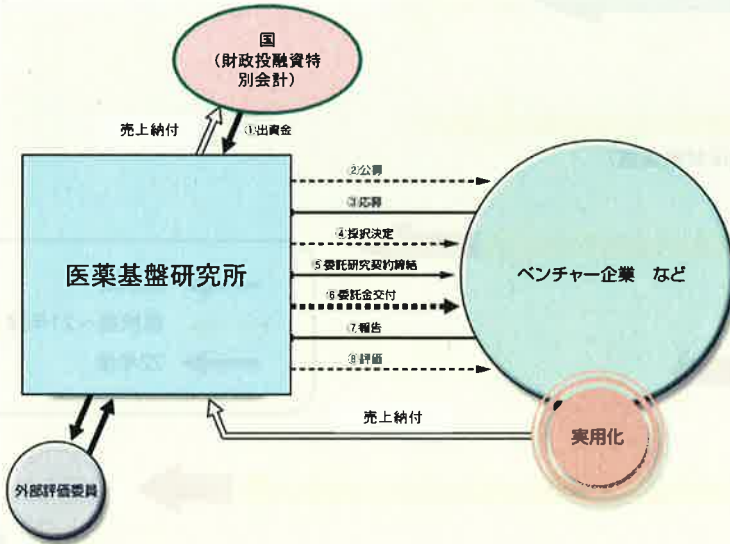 国
(財政投融資特
別会計)
売上納付
①出資金
②公募
③応募
④採択決定
⑤委託研究契約締結
⑥委託金交付
⑦報告
⑧評価
医薬基盤研究所
ベンチャー企業 など
売上納付
実用化
外部評価委員